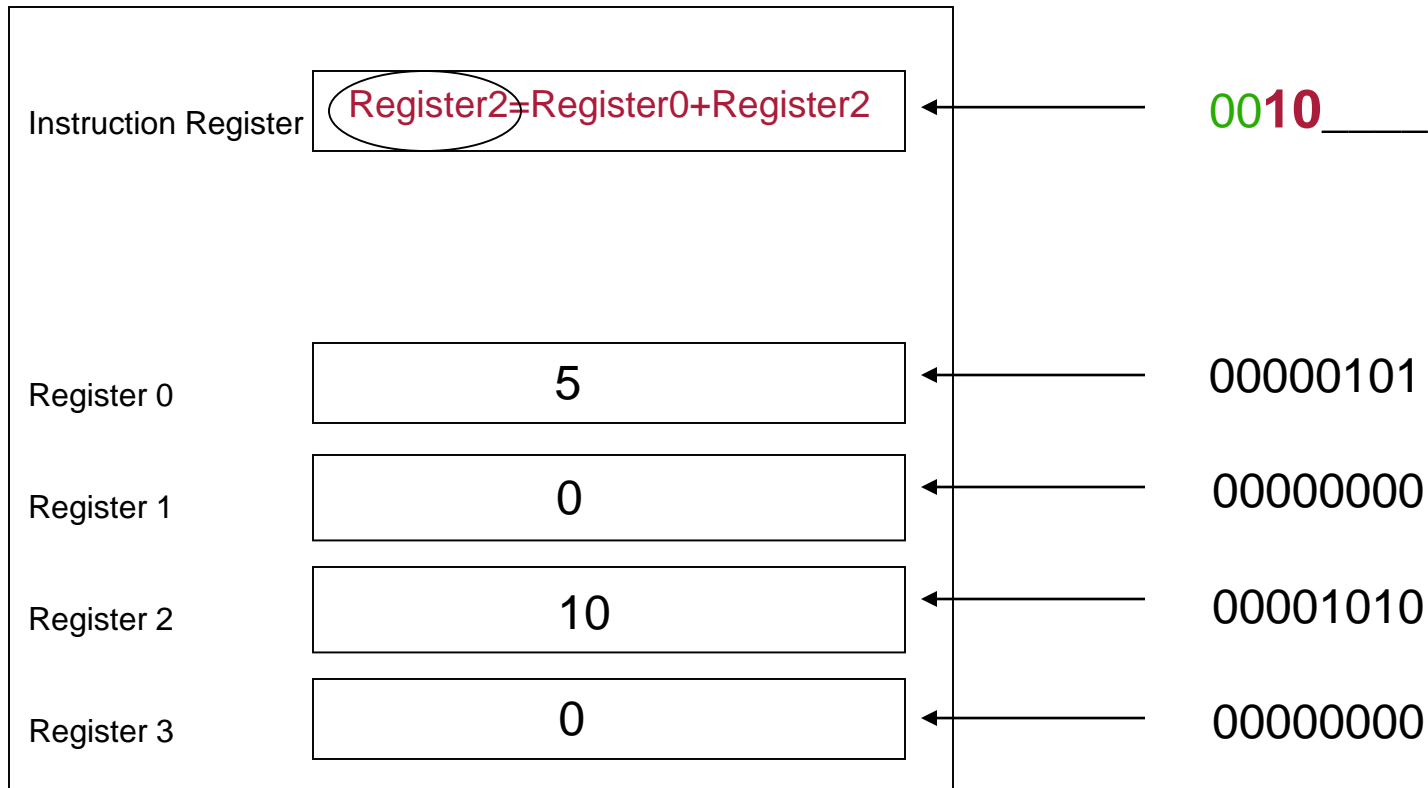 Instruction Register Register2=Register0+Register2 0010____
Register 0 5 00000101
Register 1 0 00000000
Register 2 10 00001010
Register 3 0 00000000